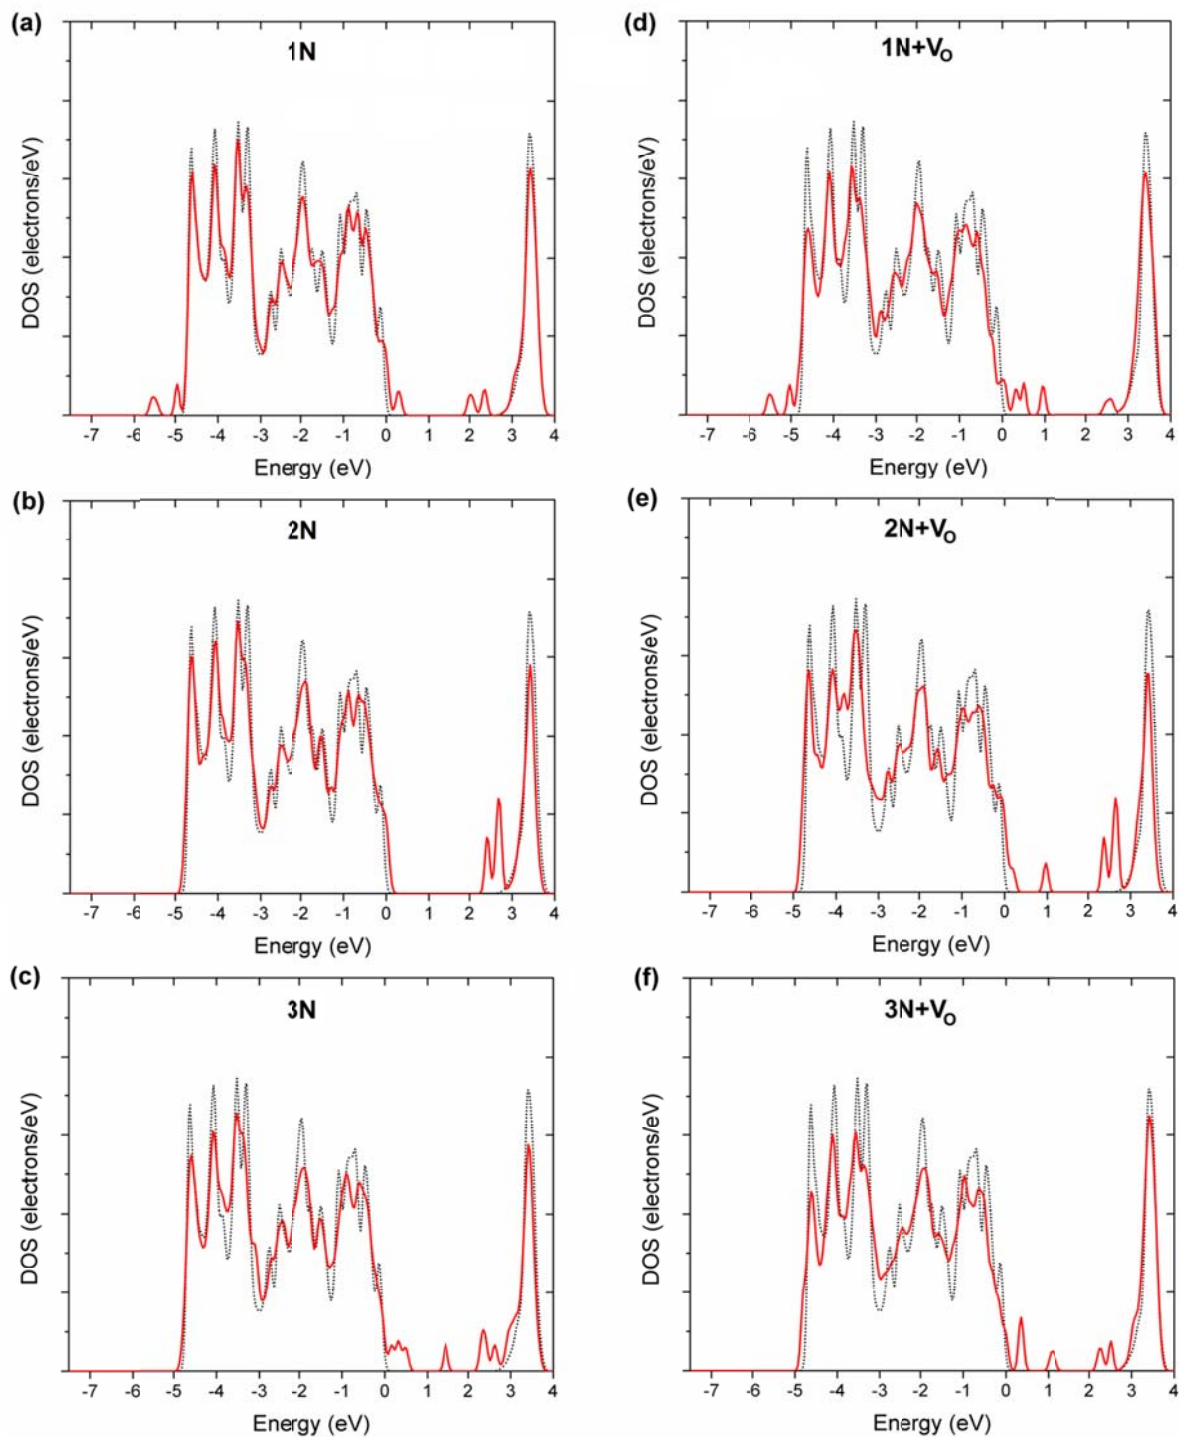 (a)
1N
DOS (electrons/eV)
-7 -6 -5 -4 -3 -2 -1 0 1 2 3 4
Energy (eV)
(d)
1N+VO
DOS (electrons/eV)
-7 -6 -5 -4 -3 -2 -1 0 1 2 3 4
Energy (eV)
(b)
2N
DOS (electrons/eV)
-7 -6 -5 -4 -3 -2 -1 0 1 2 3 4
Energy (eV)
(e)
2N+VO
DOS (electrons/eV)
-7 -6 -5 -4 -3 -2 -1 0 1 2 3 4
Energy (eV)
(c)
3N
DOS (electrons/eV)
-7 -6 -5 -4 -3 -2 -1 0 1 2 3 4
Energy (eV)
(f)
3N+VO
DOS (electrons/eV)
-7 -6 -5 -4 -3 -2 -1 0 1 2 3 4
Energy (eV)